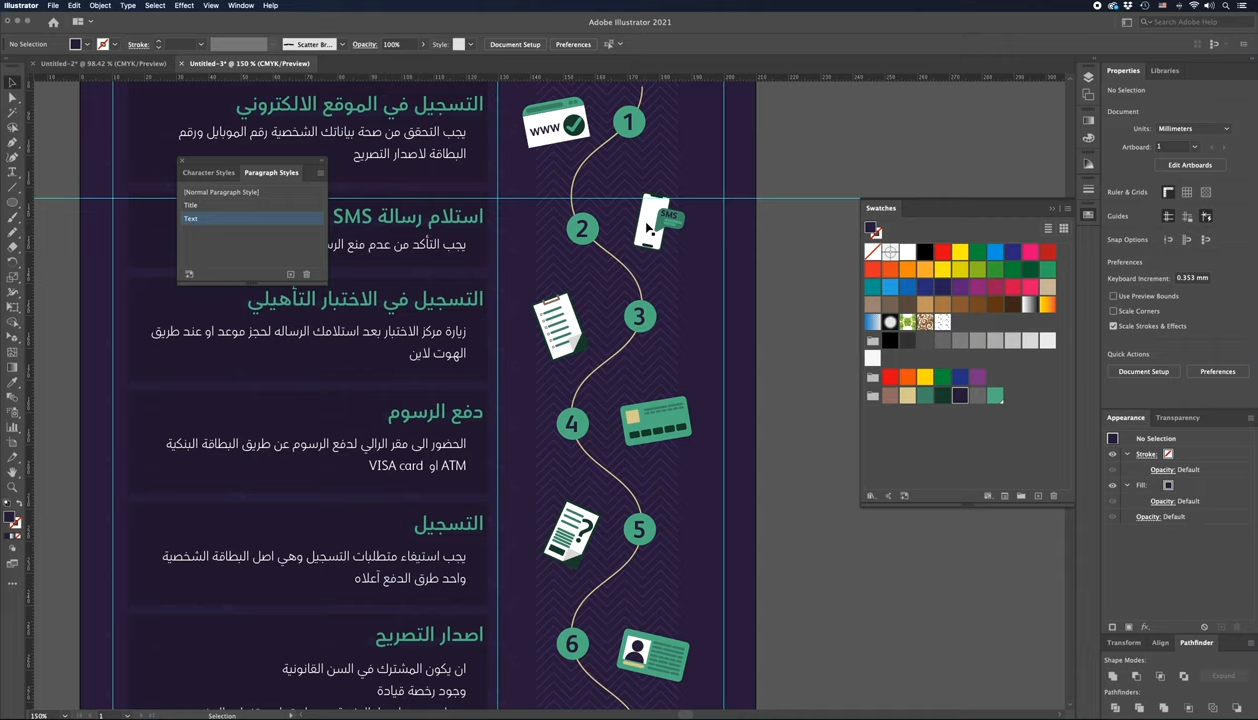 Illustrator File Edit Object Type Select Effect View Window Help
Adobe Illustrator 2021
Search Adobe Help
No Selection Stroke: Scatter Br... Opacity: 100% Style: Document Setup Preferences
Untitled-2* @ 98.42 % (CMYK/Preview) Untitled-3* @ 150 % (CMYK/Preview)
التسجيل في الموقع الالكتروني
يجب التحقق من صحة بياناتك الشخصية رقم الموبايل ورقم
البطاقة لاصدار التصريح
WWW
1
Character Styles Paragraph Styles
[Normal Paragraph Style]
Title
Text
استلام رسالة SMS
يجب التأكد من عدم منع الر
SMS
2
التسجيل في الاختبار التأهيلي
زيارة مركز الاختبار بعد استلامك الرساله لحجز موعد او عند طريق
الهوت لاين
3
دفع الرسوم
الحضور الى مقر الرالي لدفع الرسوم عن طريق البطاقة البنكية
ATM او VISA card
4
التسجيل
يجب استيفاء متطلبات التسجيل وهي اصل البطاقة الشخصية
واحد طرق الدفع أعلاه
?
5
اصدار التصريح
ان يكون المشترك في السن القانونية
وجود رخصة قيادة
6
Swatches
Properties Libraries
No Selection
Document
Units: Millimeters
Artboard: 1
Edit Artboards
Ruler & Grids
Guides
Snap Options
Preferences
Keyboard Increment: 0.353 mm
Use Preview Bounds
Scale Corners
Scale Strokes & Effects
Quick Actions
Document Setup Preferences
Appearance Transparency
No Selection
Stroke:
Opacity: Default
Fill:
Opacity: Default
Opacity: Default
Transform Align Pathfinder
Shape Modes:
Expand
Pathfinders:
150% 1 Selection